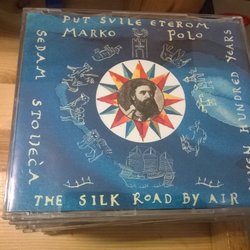 PUT SVILE ETEROM
MARKO POLO
SEDAM STOLJEĆA
SEVEN HUNDRED YEARS
THE SILK ROAD BY AIR